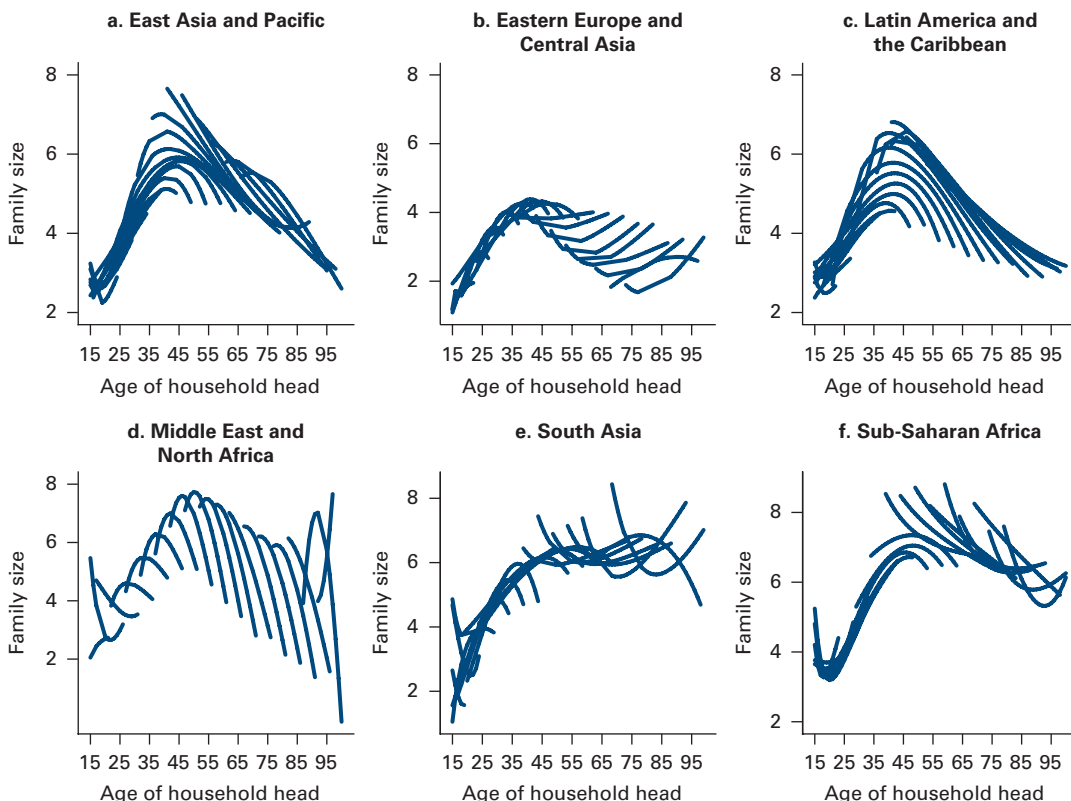 a. East Asia and Pacific
8
6
4
2
Family size
15 25 35 45 55 65 75 85 95
Age of household head
b. Eastern Europe and
Central Asia
8
6
4
2
Family size
15 25 35 45 55 65 75 85 95
Age of household head
c. Latin America and
the Caribbean
8
6
4
2
Family size
15 25 35 45 55 65 75 85 95
Age of household head
d. Middle East and
North Africa
8
6
4
2
Family size
15 25 35 45 55 65 75 85 95
Age of household head
e. South Asia
8
6
4
2
Family size
15 25 35 45 55 65 75 85 95
Age of household head
f. Sub-Saharan Africa
8
6
4
2
Family size
15 25 35 45 55 65 75 85 95
Age of household head